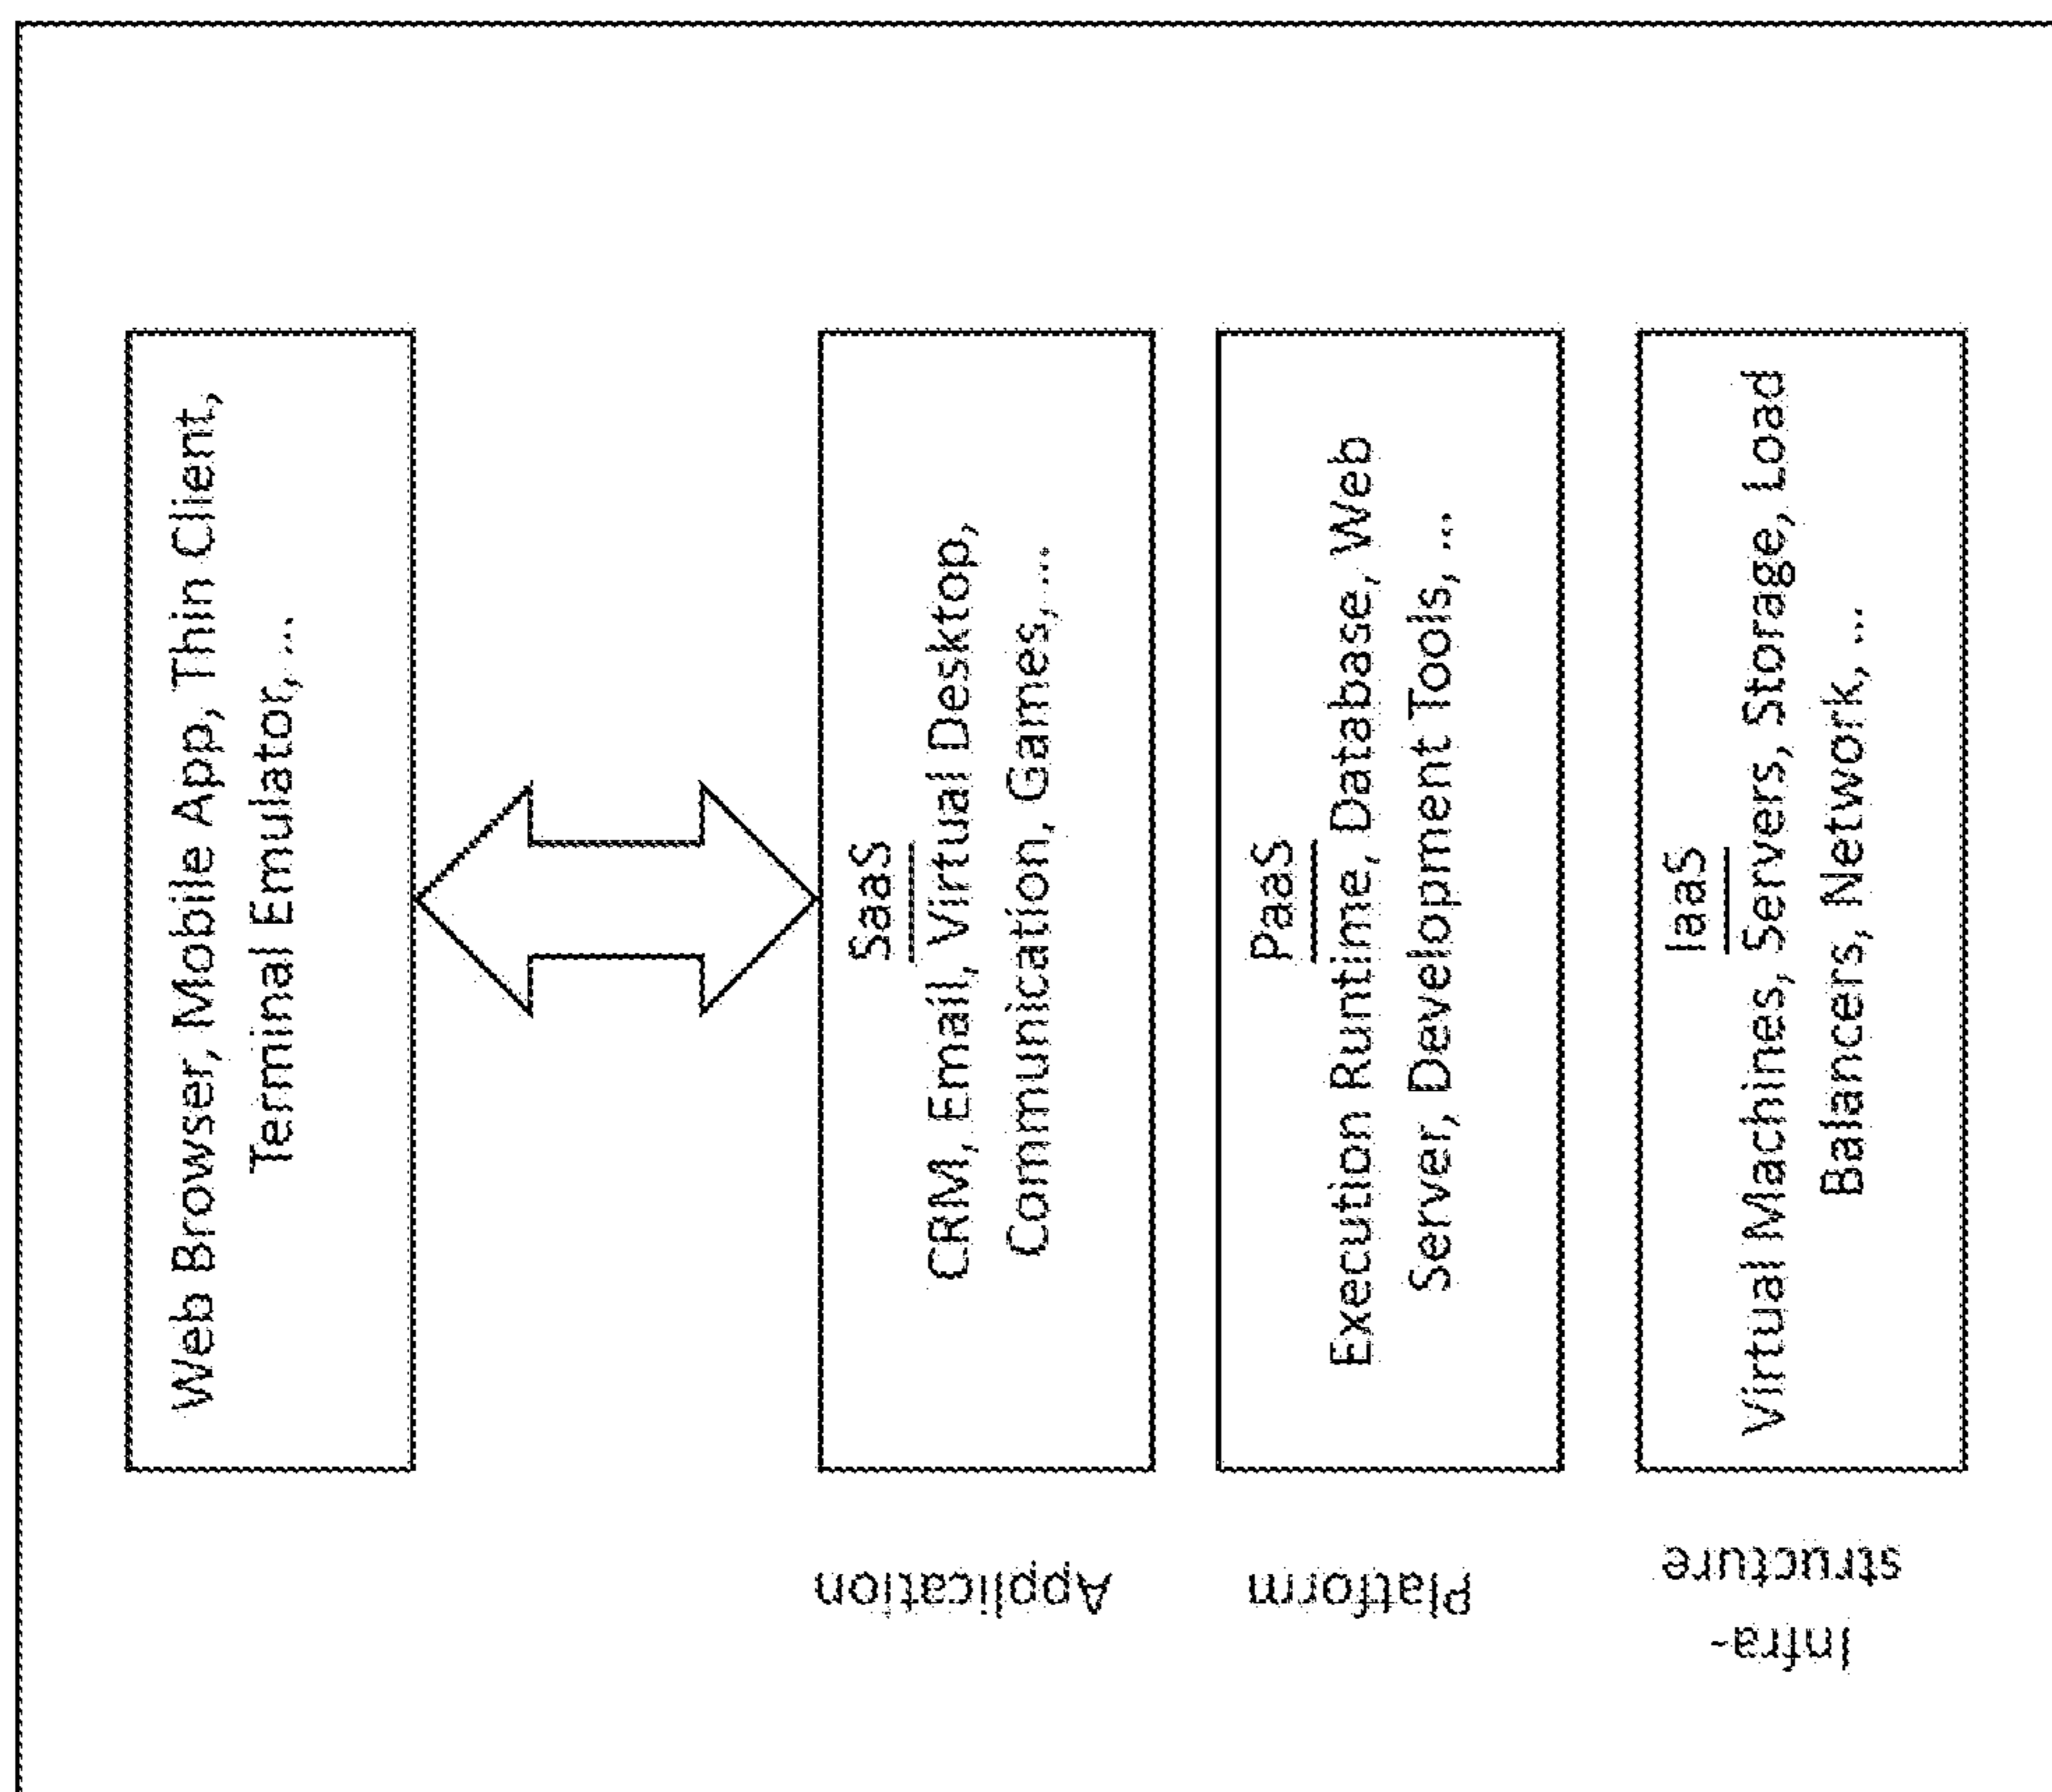 Web Browser, Mobile App, Thin Client,
Terminal Emulator, ...
Application
SaaS
CRM, Email, Virtual Desktop,
Communication, Games, ...
Platform
PaaS
Execution Runtime, Database, Web
Server, Development Tools, ...
Infra-
structure
IaaS
Virtual Machines, Servers, Storage, Load
Balancers, Network, ...